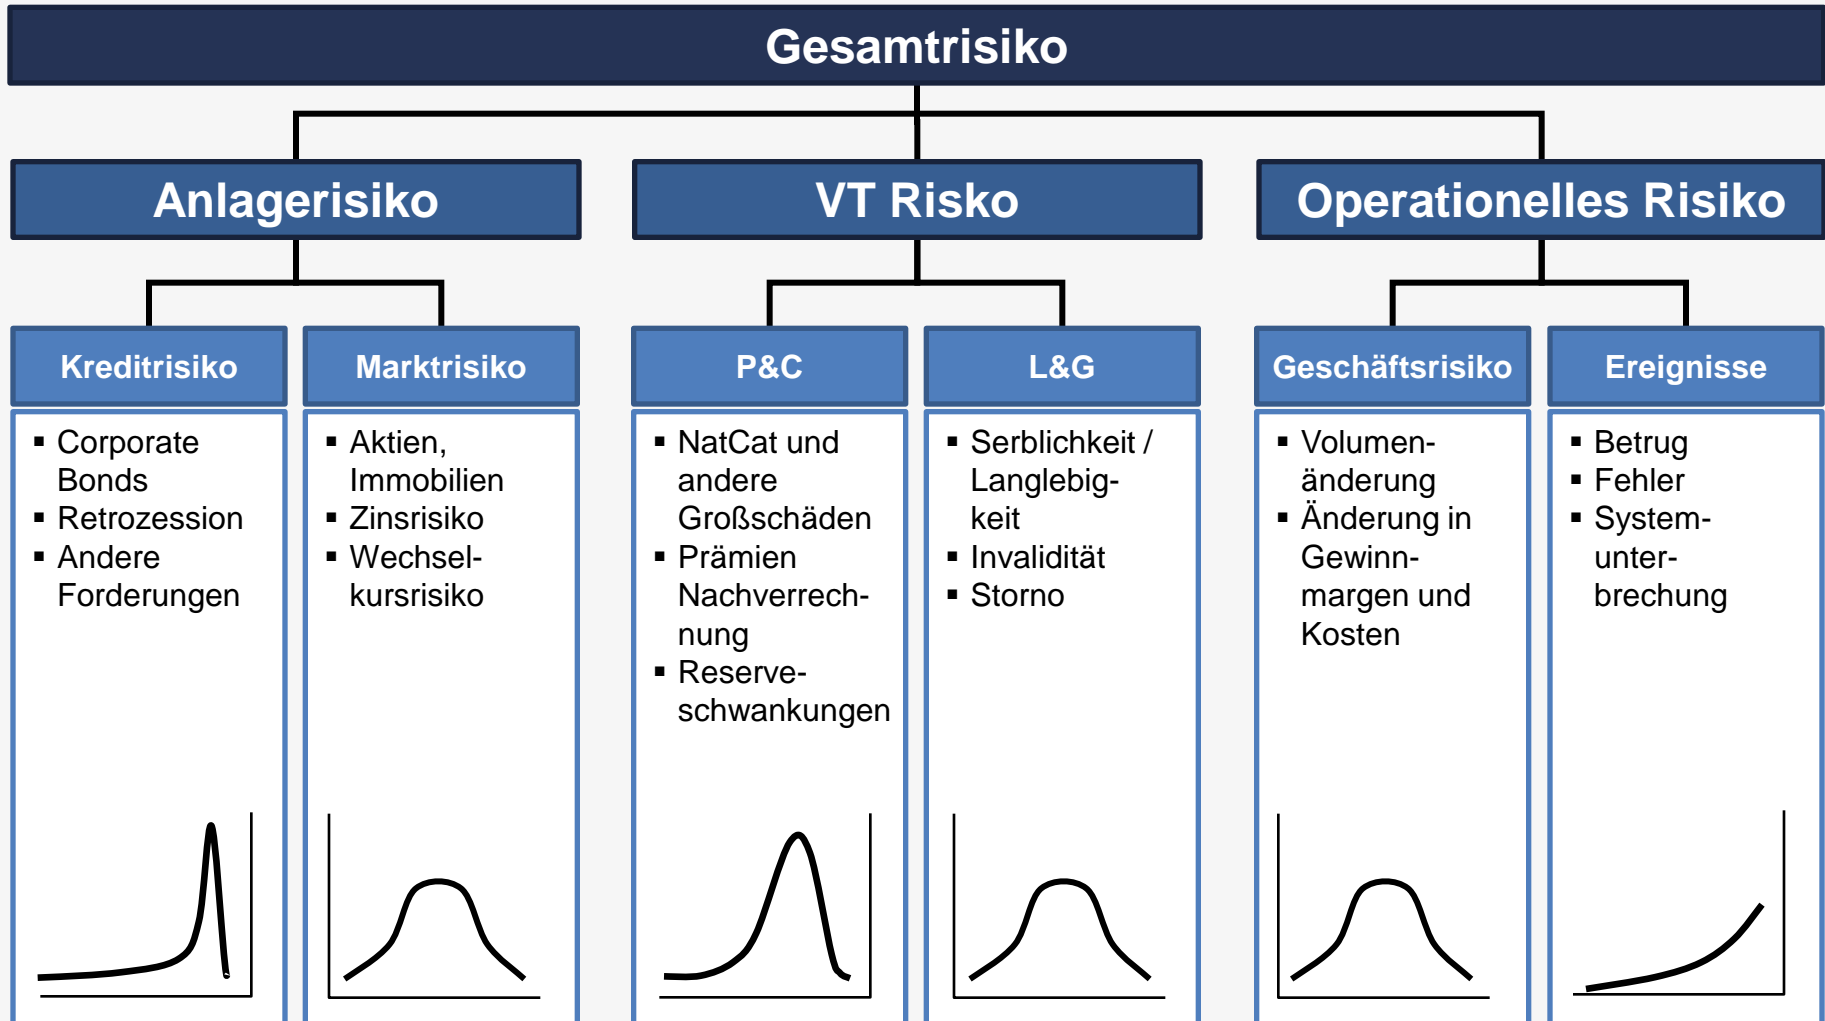 Gesamtrisiko
Anlagerisiko
VT Risko
Operationelles Risiko
Kreditrisiko
Marktrisiko
P&C
L&G
Geschäftsrisiko
Ereignisse
▪ Corporate
Bonds
▪ Retrozession
▪ Andere
Forderungen
▪ Aktien,
Immobilien
▪ Zinsrisiko
▪ Wechsel-
kursrisiko
▪ NatCat und
andere
Großschäden
▪ Prämien
Nachverrech-
nung
▪ Reserve-
schwankungen
▪ Serblichkeit /
Langlebig-
keit
▪ Invalidität
▪ Storno
▪ Volumen-
änderung
▪ Änderung in
Gewinn-
margen und
Kosten
▪ Betrug
▪ Fehler
▪ System-
unter-
brechung